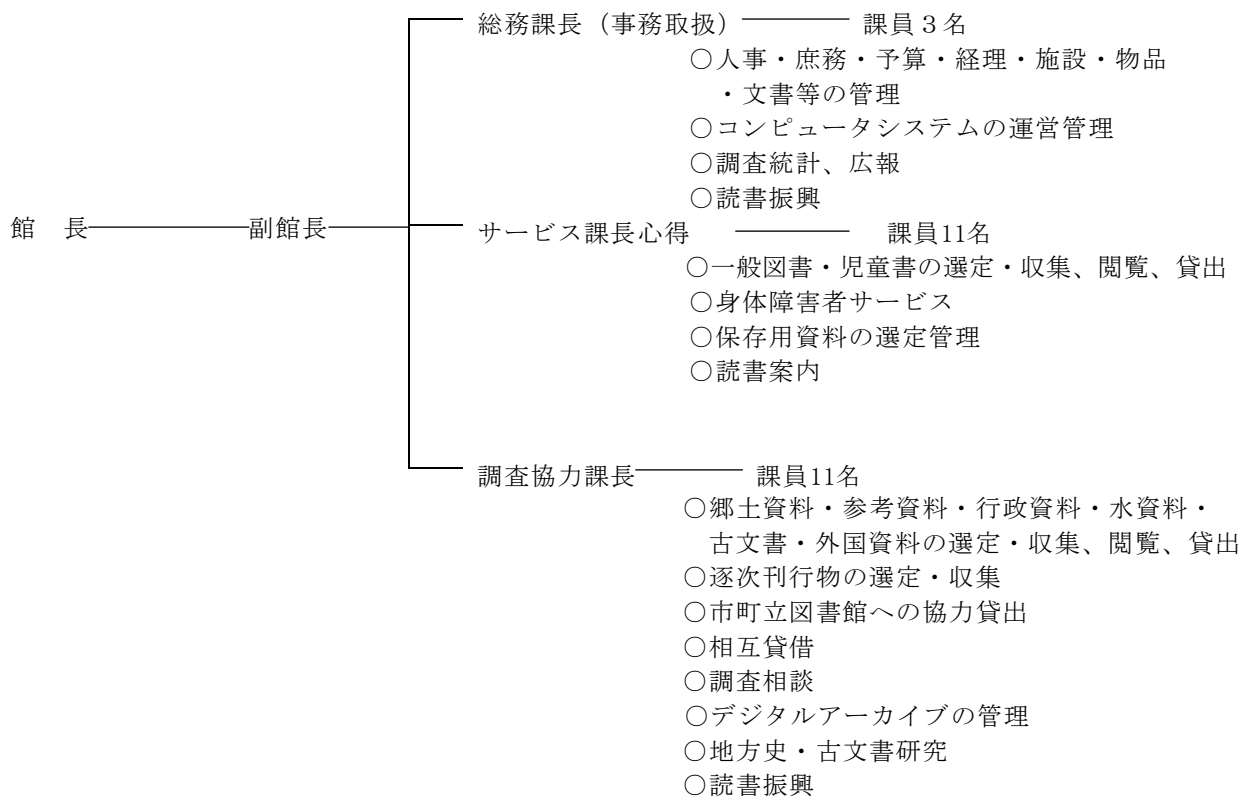 総務課長（事務取扱） 課員３名
○人事・庶務・予算・経理・施設・物品
・文書等の管理
○コンピュータシステムの運営管理
○調査統計、広報
○読書振興
館　長 副館長 サービス課長心得 課員11名
○一般図書・児童書の選定・収集、閲覧、貸出
○身体障害者サービス
○保存用資料の選定管理
○読書案内
調査協力課長 課員11名
○郷土資料・参考資料・行政資料・水資料・
古文書・外国資料の選定・収集、閲覧、貸出
○逐次刊行物の選定・収集
○市町立図書館への協力貸出
○相互貸借
○調査相談
○デジタルアーカイブの管理
○地方史・古文書研究
○読書振興